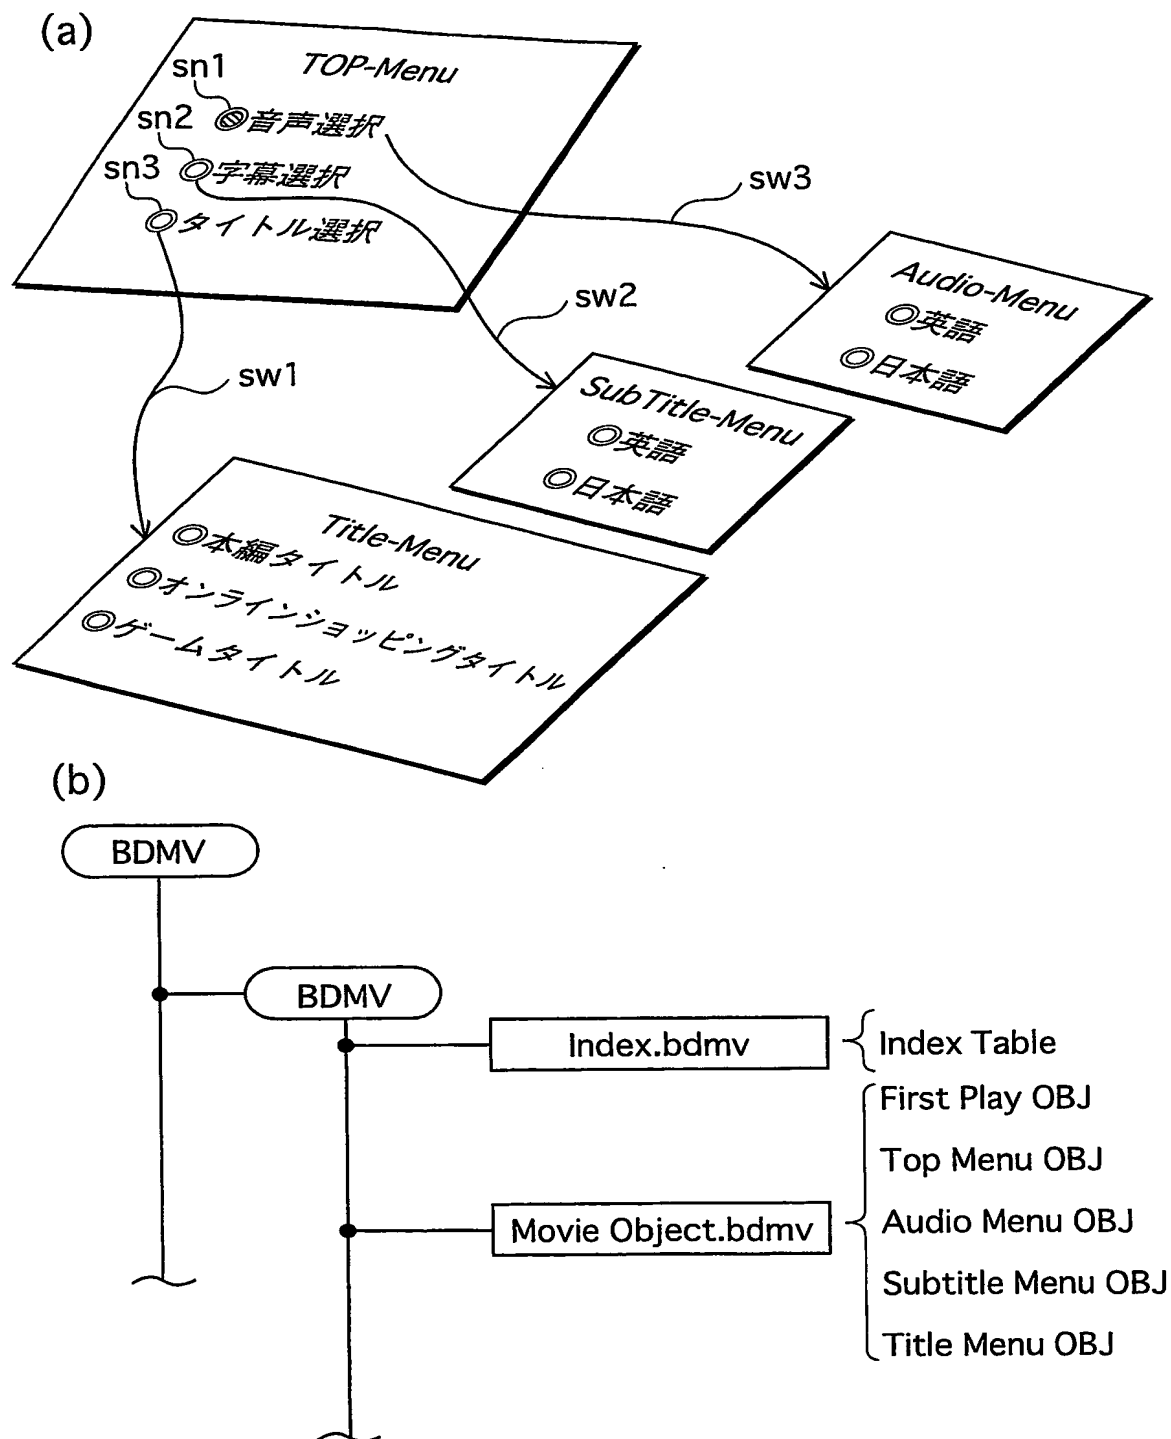 (a)
TOP-Menu
sn1
音声選択
sn2
字幕選択
sn3
タイトル選択
sw3
sw2
sw1
Audio-Menu
英語
日本語
SubTitle-Menu
英語
日本語
Title-Menu
本編タイトル
オンラインショッピングタイトル
ゲームタイトル
(b)
BDMV
BDMV
Index.bdmv
Index Table
First Play OBJ
Top Menu OBJ
Movie Object.bdmv
Audio Menu OBJ
Subtitle Menu OBJ
Title Menu OBJ